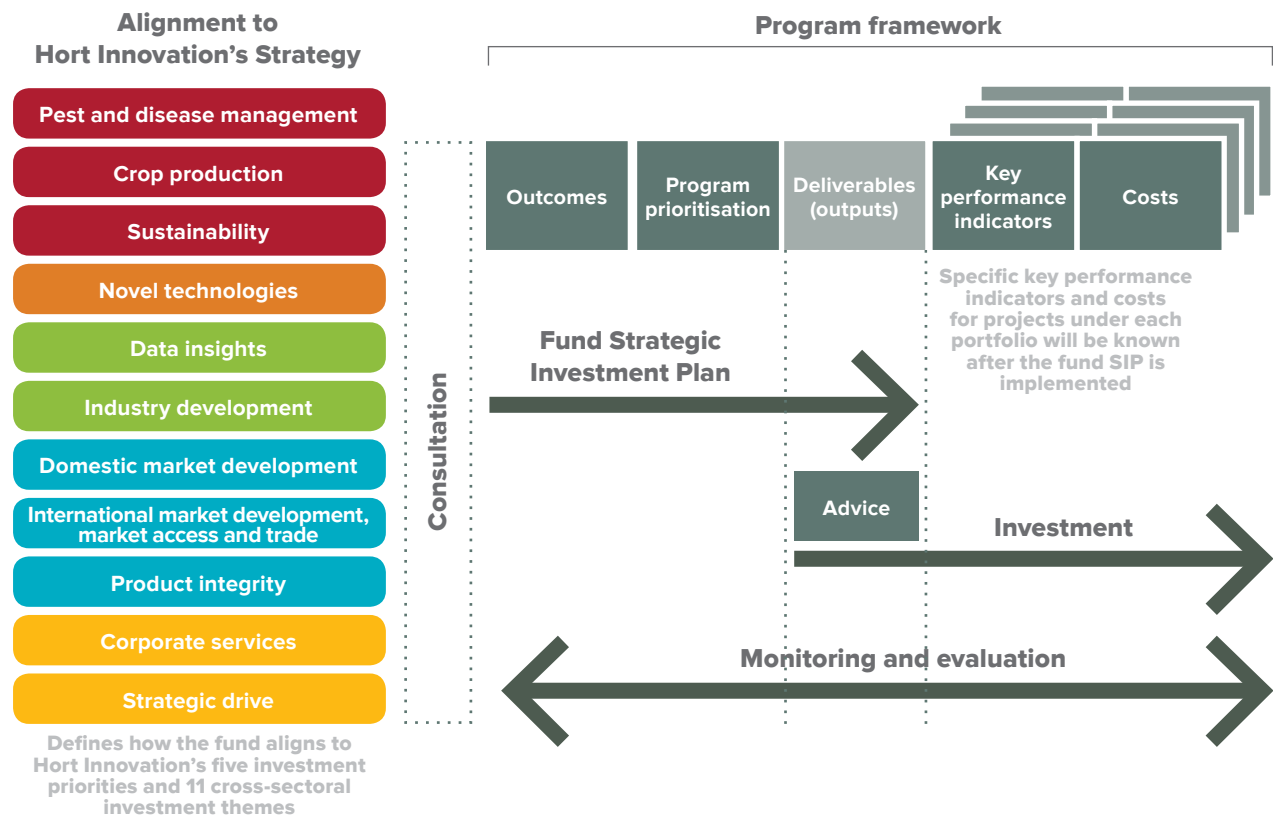 Alignment to
Hort Innovation's Strategy
Pest and disease management
Crop production
Sustainability
Novel technologies
Data insights
Industry development
Domestic market development
International market development,
market access and trade
Product integrity
Corporate services
Strategic drive
Defines how the fund aligns to
Hort Innovation's five investment
priorities and 11 cross-sectoral
investment themes
Consultation
Program framework
Outcomes
Program
prioritisation
Deliverables
(outputs)
Key
performance
indicators
Costs
Specific key performance
indicators and costs
for projects under each
portfolio will be known
after the fund SIP is
implemented
Fund Strategic
Investment Plan
Advice
Investment
Monitoring and evaluation